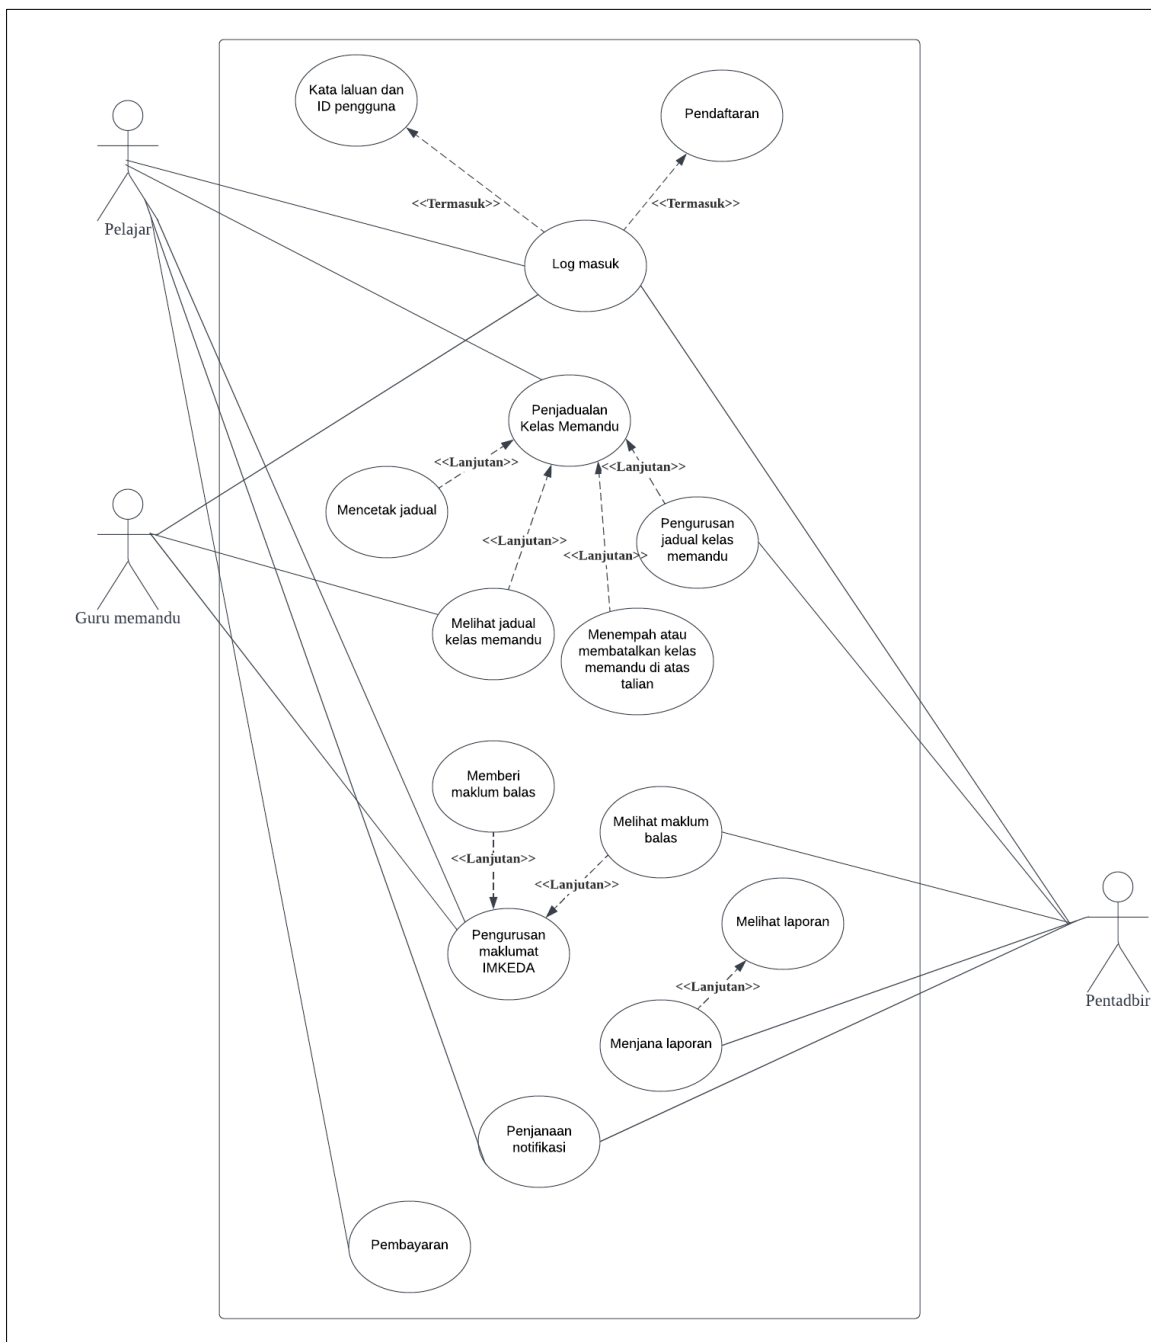 Kata laluan dan
ID pengguna
Pendaftaran
<<Termasuk>>
<<Termasuk>>
Pelajar
Log masuk
Penjadualan
Kelas Memandu
<<Lanjutan>>
<<Lanjutan>>
Mencetak jadual
Pengurusan
jadual kelas
memandu
<<Lanjutan>>
<<Lanjutan>>
Guru memandu
Melihat jadual
kelas memandu
Menempah atau
membatalkan kelas
memandu di atas
talian
Memberi
maklum balas
Melihat maklum
balas
<<Lanjutan>>
<<Lanjutan>>
Melihat laporan
Pengurusan
maklumat
IMKEDA
<<Lanjutan>>
Pentadbir
Menjana laporan
Penjanaan
notifikasi
Pembayaran